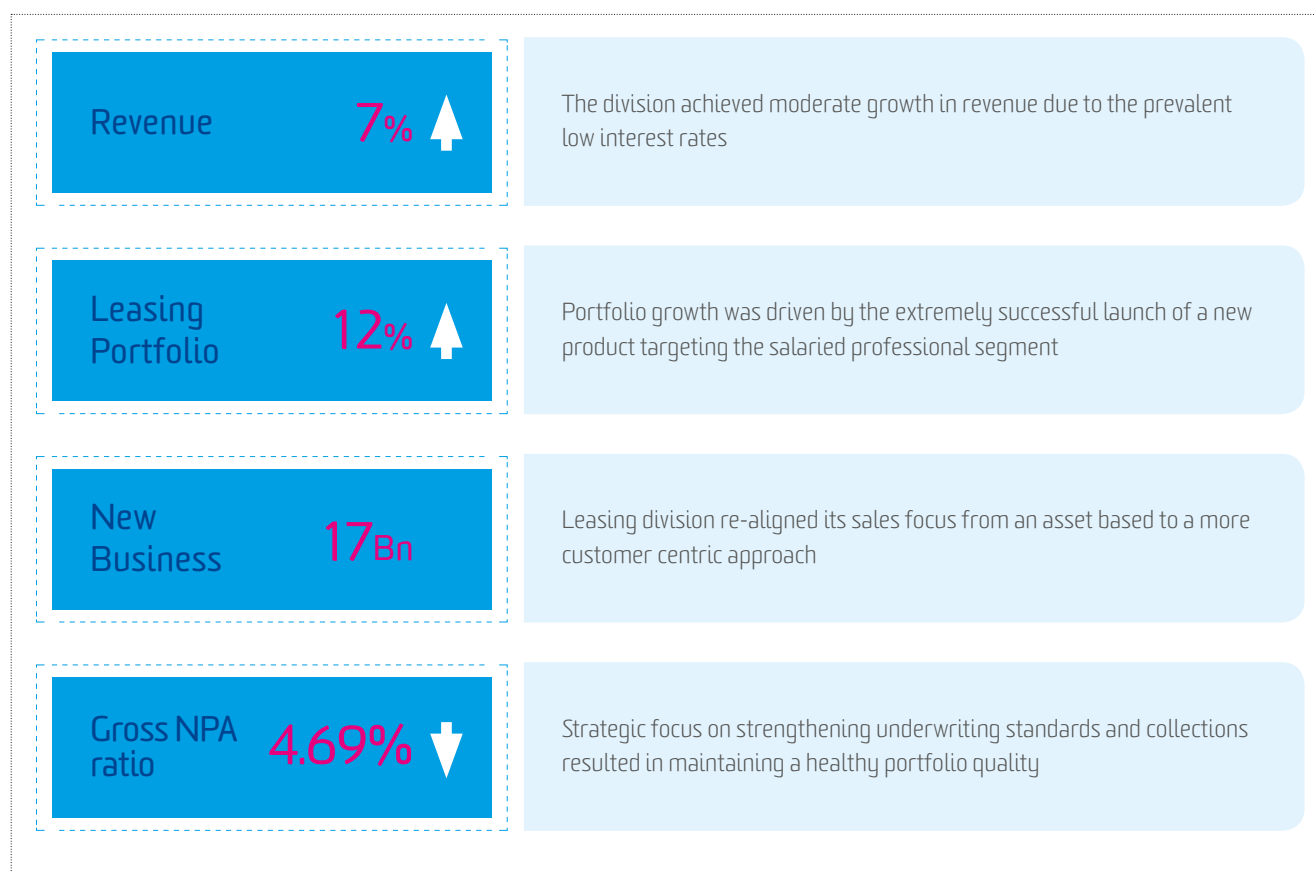 Revenue 7%
The division achieved moderate growth in revenue due to the prevalent
low interest rates
Leasing
Portfolio
12%
Portfolio growth was driven by the extremely successful launch of a new
product targeting the salaried professional segment
New
Business
17Bn
Leasing division re-aligned its sales focus from an asset based to a more
customer centric approach
Gross NPA
ratio
4.69%
Strategic focus on strengthening underwriting standards and collections
resulted in maintaining a healthy portfolio quality